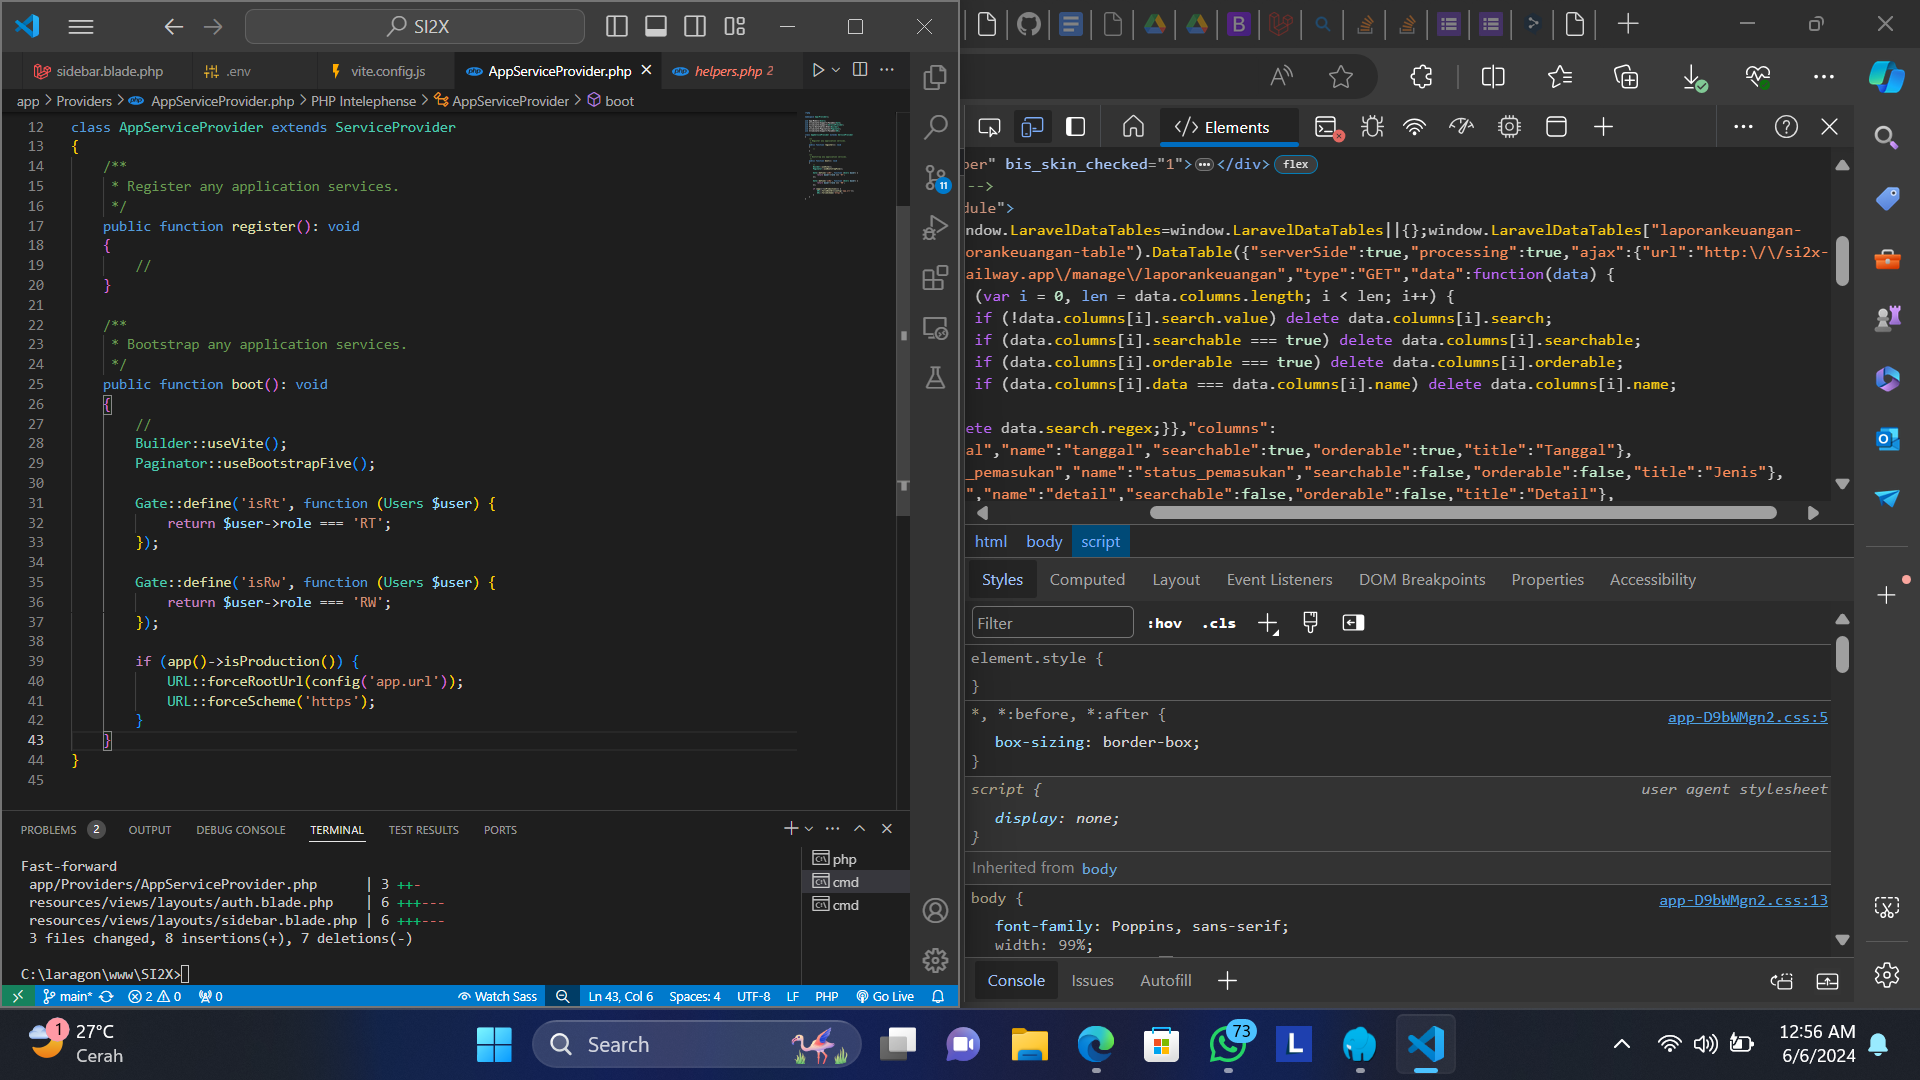 SI2X
sidebar.blade.php
.env
vite.config.js
AppServiceProvider.php
helpers.php 2
app > Providers > AppServiceProvider.php > PHP Intelephense > AppServiceProvider > boot
12 class AppServiceProvider extends ServiceProvider
13 {
14 /**
15 * Register any application services.
16 */
17 public function register(): void
18 {
19 //
20 }
21
22 /**
23 * Bootstrap any application services.
24 */
25 public function boot(): void
26 {
27 //
28 Builder::useVite();
29 Paginator::useBootstrapFive();
30
31 Gate::define('isRt', function (Users $user) {
32 return $user->role === 'RT';
33 });
34
35 Gate::define('isRw', function (Users $user) {
36 return $user->role === 'RW';
37 });
38
39 if (app()->isProduction()) {
40 URL::forceRootUrl(config('app.url'));
41 URL::forceScheme('https');
42 }
43 }
44 }
45
11
PROBLEMS 2 OUTPUT DEBUG CONSOLE TERMINAL TEST RESULTS PORTS
Fast-forward
app/Providers/AppServiceProvider.php | 3 ++-
resources/views/layouts/auth.blade.php | 6 +++---
resources/views/layouts/sidebar.blade.php | 6 +++---
3 files changed, 8 insertions(+), 7 deletions(-)
C:\laragon\www\SI2X>
php
cmd
cmd
main* 2 0 0 Watch Sass Ln 43, Col 6 Spaces: 4 UTF-8 LF PHP Go Live
Elements
per" bis_skin_checked="1"> </div> flex
-->
dule">
ndow.LaravelDataTables=window.LaravelDataTables||{};window.LaravelDataTables["laporankeuangan-
orankeuangan-table").DataTable({"serverSide":true,"processing":true,"ajax":{"url":"http:\/\/si2x-
ailway.app\/manage\/laporankeuangan","type":"GET","data":function(data) {
(var i = 0, len = data.columns.length; i < len; i++) {
if (!data.columns[i].search.value) delete data.columns[i].search;
if (data.columns[i].searchable === true) delete data.columns[i].searchable;
if (data.columns[i].orderable === true) delete data.columns[i].orderable;
if (data.columns[i].data === data.columns[i].name) delete data.columns[i].name;
ete data.search.regex;}},"columns":
al","name":"tanggal","searchable":true,"orderable":true,"title":"Tanggal"},
_pemasukan","name":"status_pemasukan","searchable":false,"orderable":false,"title":"Jenis"},
","name":"detail","searchable":false,"orderable":false,"title":"Detail"},
html body script
Styles Computed Layout Event Listeners DOM Breakpoints Properties Accessibility
Filter :hov .cls
element.style {
}
*, *:before, *:after { app-D9bWMgn2.css:5
box-sizing: border-box;
}
script { user agent stylesheet
display: none;
}
Inherited from body
body { app-D9bWMgn2.css:13
font-family: Poppins, sans-serif;
width: 99%;
Console Issues Autofill
1
27°C
Cerah
Search
73
L
12:56 AM
6/6/2024